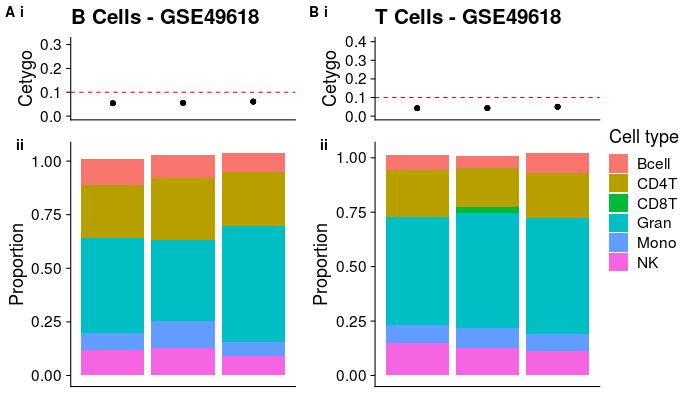 A i
B Cells - GSE49618
Cetygo
0.3
0.2
0.1
0.0
ii
Proportion
1.00
0.75
0.50
0.25
0.00
B i
T Cells - GSE49618
Cetygo
0.4
0.3
0.2
0.1
0.0
ii
Proportion
1.00
0.75
0.50
0.25
0.00
Cell type
Bcell
CD4T
CD8T
Gran
Mono
NK